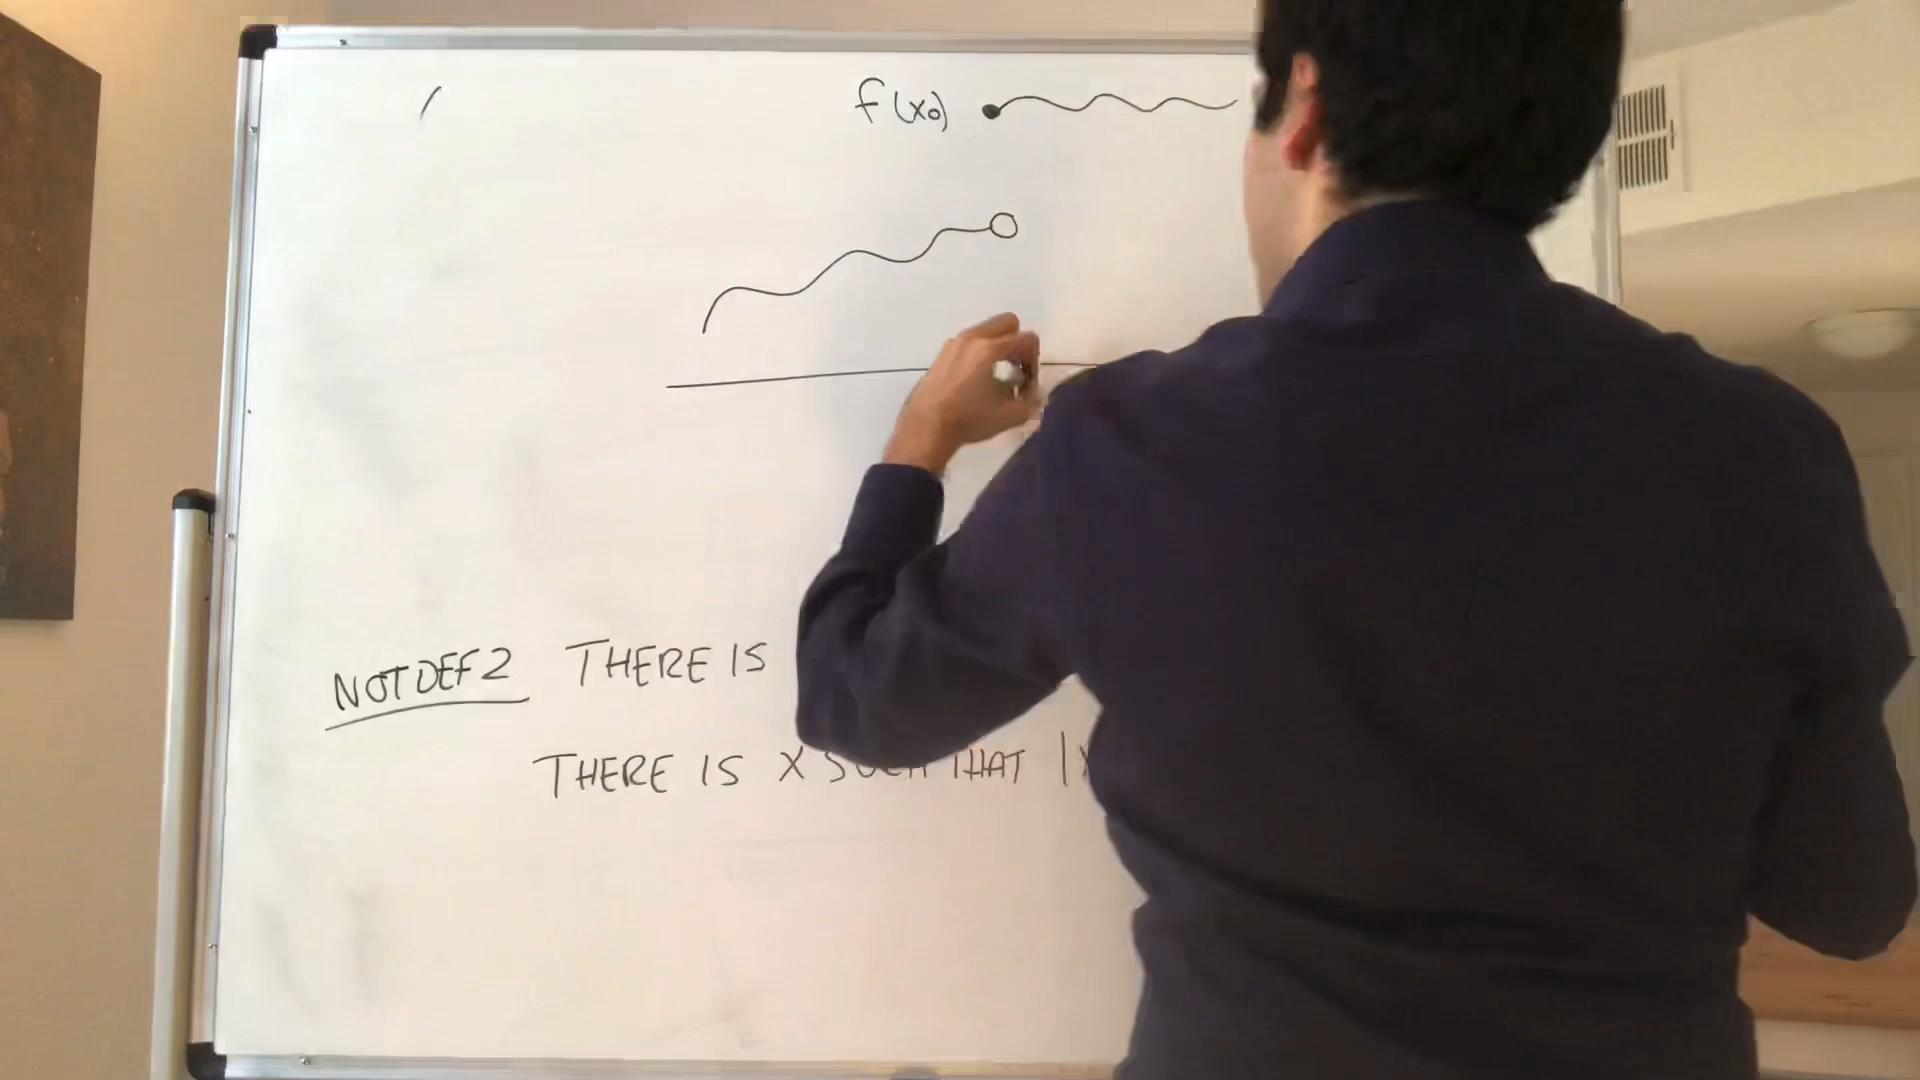 f(x0)
NOT DEF 2 THERE IS
THERE IS X SUCH THAT |X